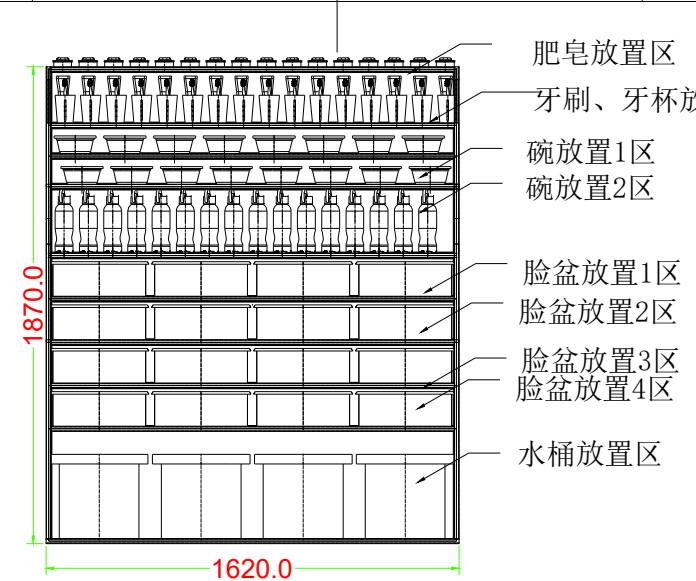 肥皂放置区
牙刷、牙杯放
碗放置1区
碗放置2区
脸盆放置1区
脸盆放置2区
脸盆放置3区
脸盆放置4区
水桶放置区
1870.0
1620.0